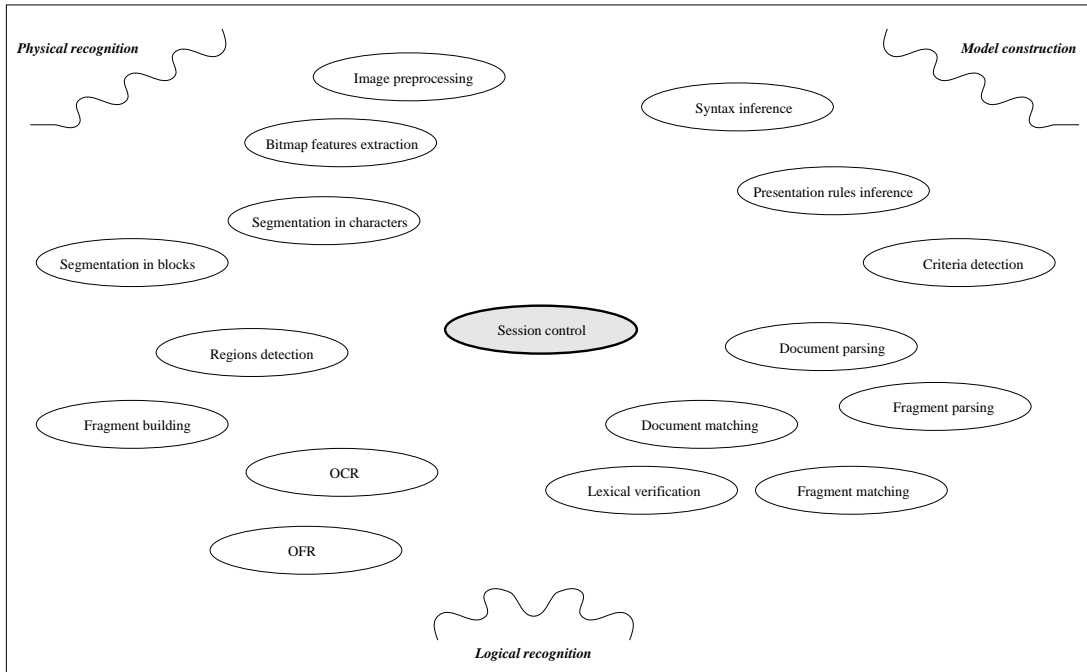 Physical recognition
Model construction
Image preprocessing
Syntax inference
Bitmap features extraction
Presentation rules inference
Segmentation in characters
Segmentation in blocks
Criteria detection
Session control
Regions detection
Document parsing
Fragment building
Fragment parsing
Document matching
OCR
Lexical verification
Fragment matching
OFR
Logical recognition